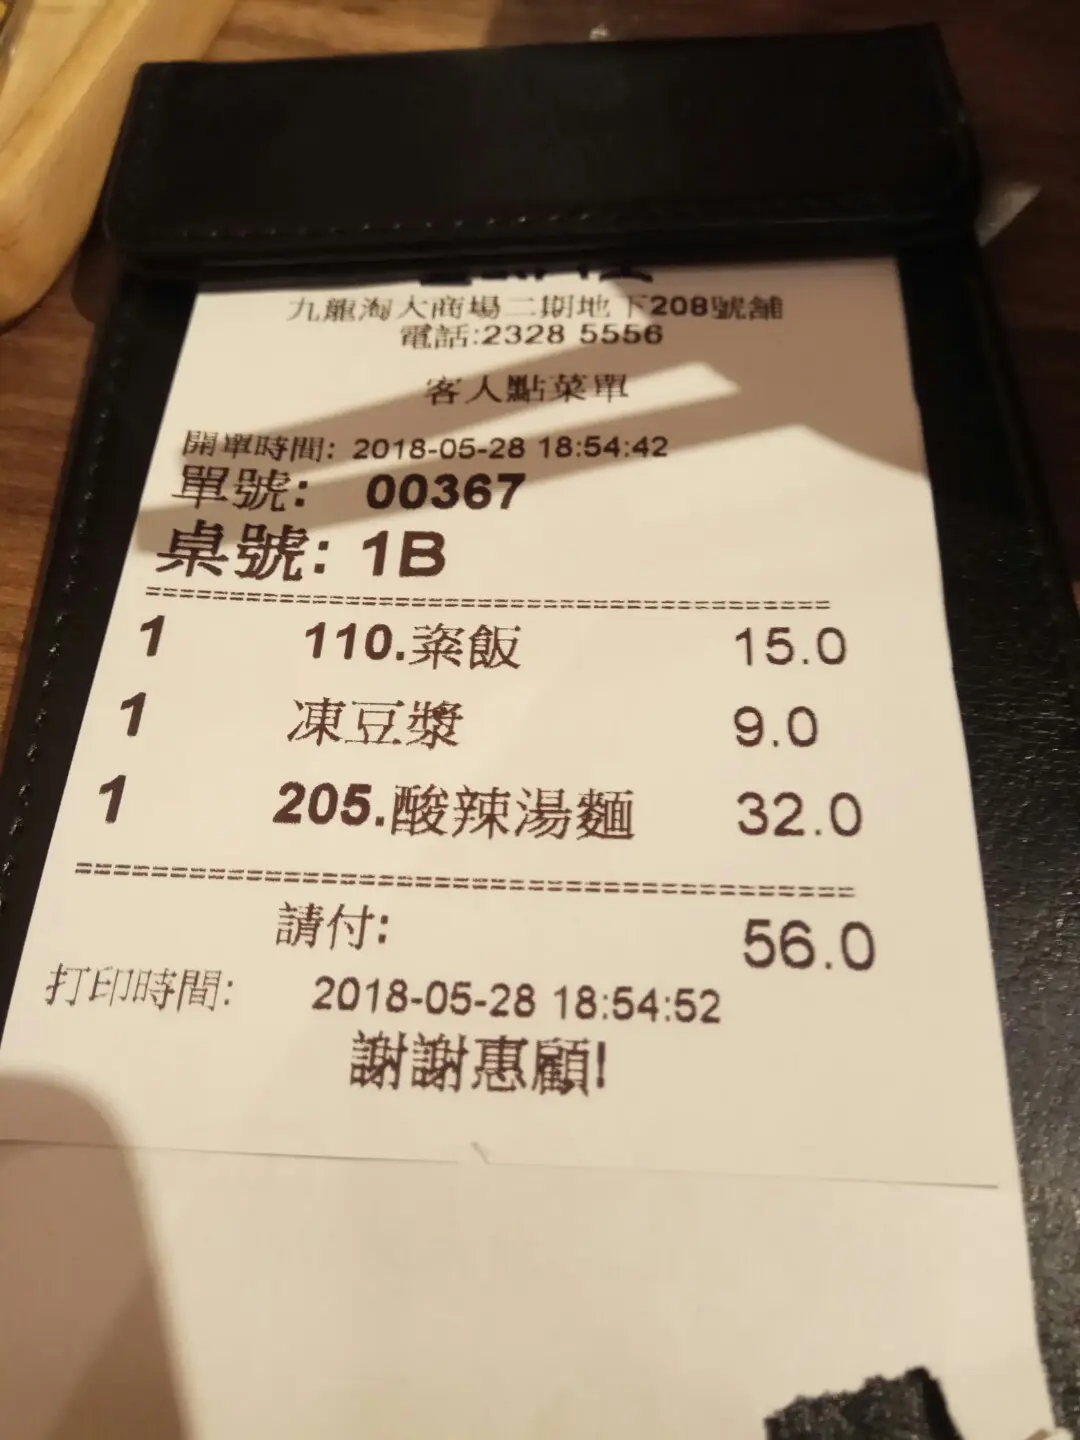 九龍淘大商場二期地下208號舖
電話:2328 5556
客人點菜單
開單時間: 2018-05-28 18:54:42
單號: 00367
桌號: 1B
======================================
1 110.粢飯 15.0
1 凍豆漿 9.0
1 205.酸辣湯麵 32.0
======================================
請付: 56.0
打印時間: 2018-05-28 18:54:52
謝謝惠顧!